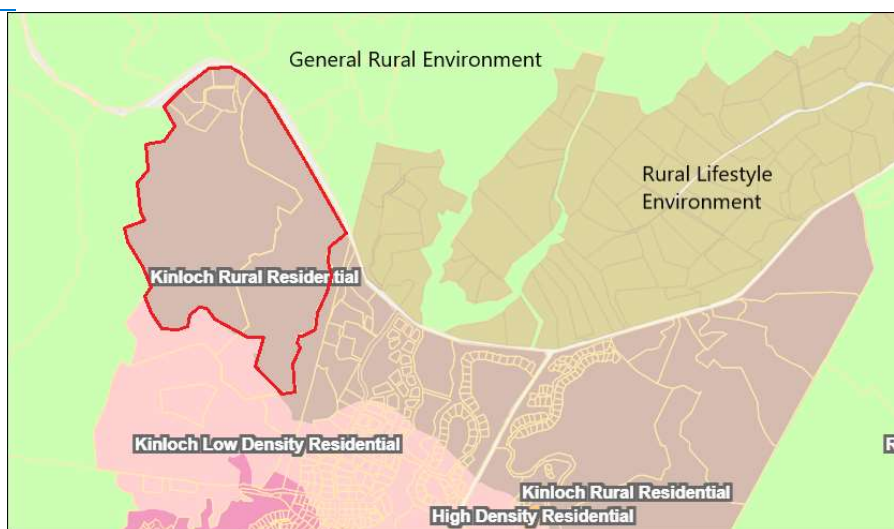 General Rural Environment
Rural Lifestyle
Environment
Kinloch Rural Residential
Kinloch Low Density Residential
R
Kinloch Rural Residential
High Density Residential